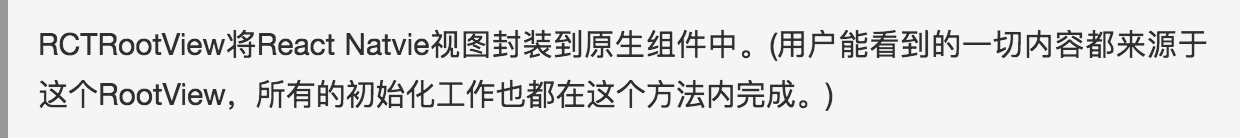 RCTRootView将React Natvie视图封装到原生组件中。(用户能看到的一切内容都来源于
这个RootView，所有的初始化工作也都在这个方法内完成。)